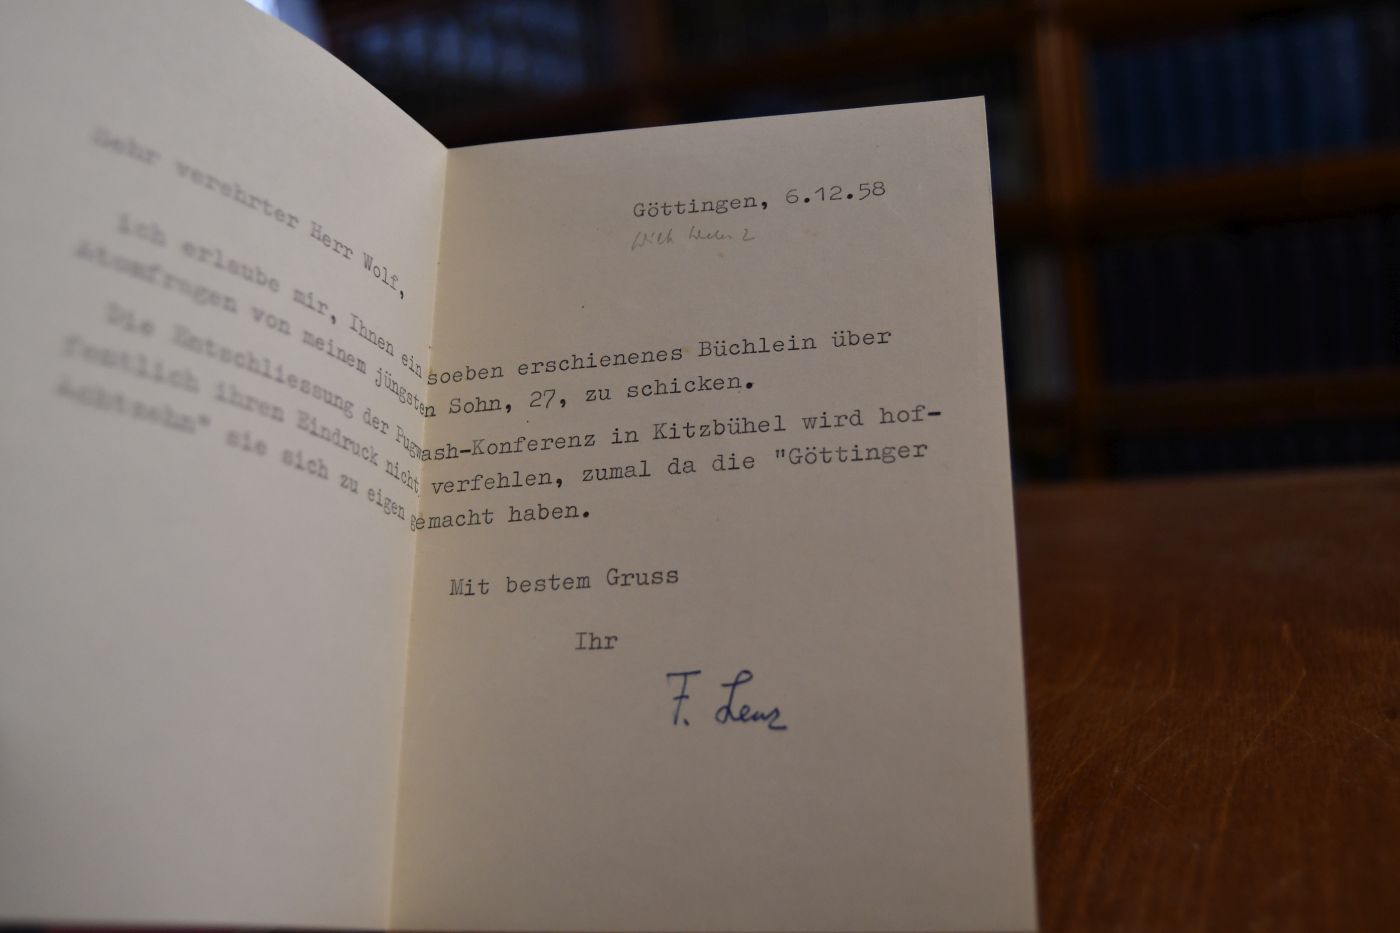 Göttingen, 6.12.58
Sehr verehrter Herr Wolf,
ich erlaube mir, Ihnen ein soeben erschienenes Büchlein über
Atomfragen von meinem jüngsten Sohn, 27, zu schicken.
Die Entschliessung der Pugwash-Konferenz in Kitzbühel wird hof-
fentlich ihren Eindruck nicht verfehlen, zumal da die "Göttinger
Achtzehn" sie sich zu eigen gemacht haben.
Mit bestem Gruss
Ihr
F. Lenz